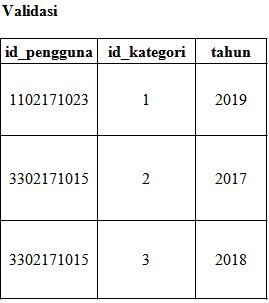 Validasi
id_pengguna id_kategori tahun
1102171023 1 2019
3302171015 2 2017
3302171015 3 2018